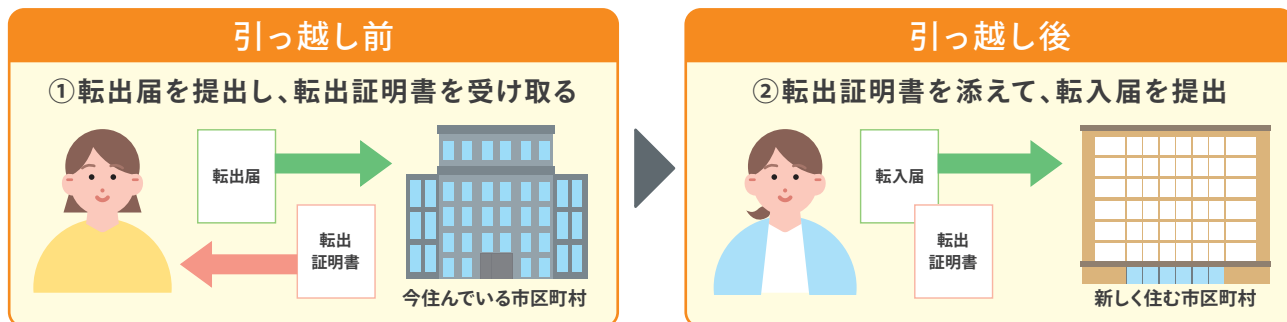 引っ越し前
①転出届を提出し、転出証明書を受け取る
転出届
転出
証明書
今住んでいる市区町村
引っ越し後
②転出証明書を添えて、転入届を提出
転入届
転出
証明書
新しく住む市区町村